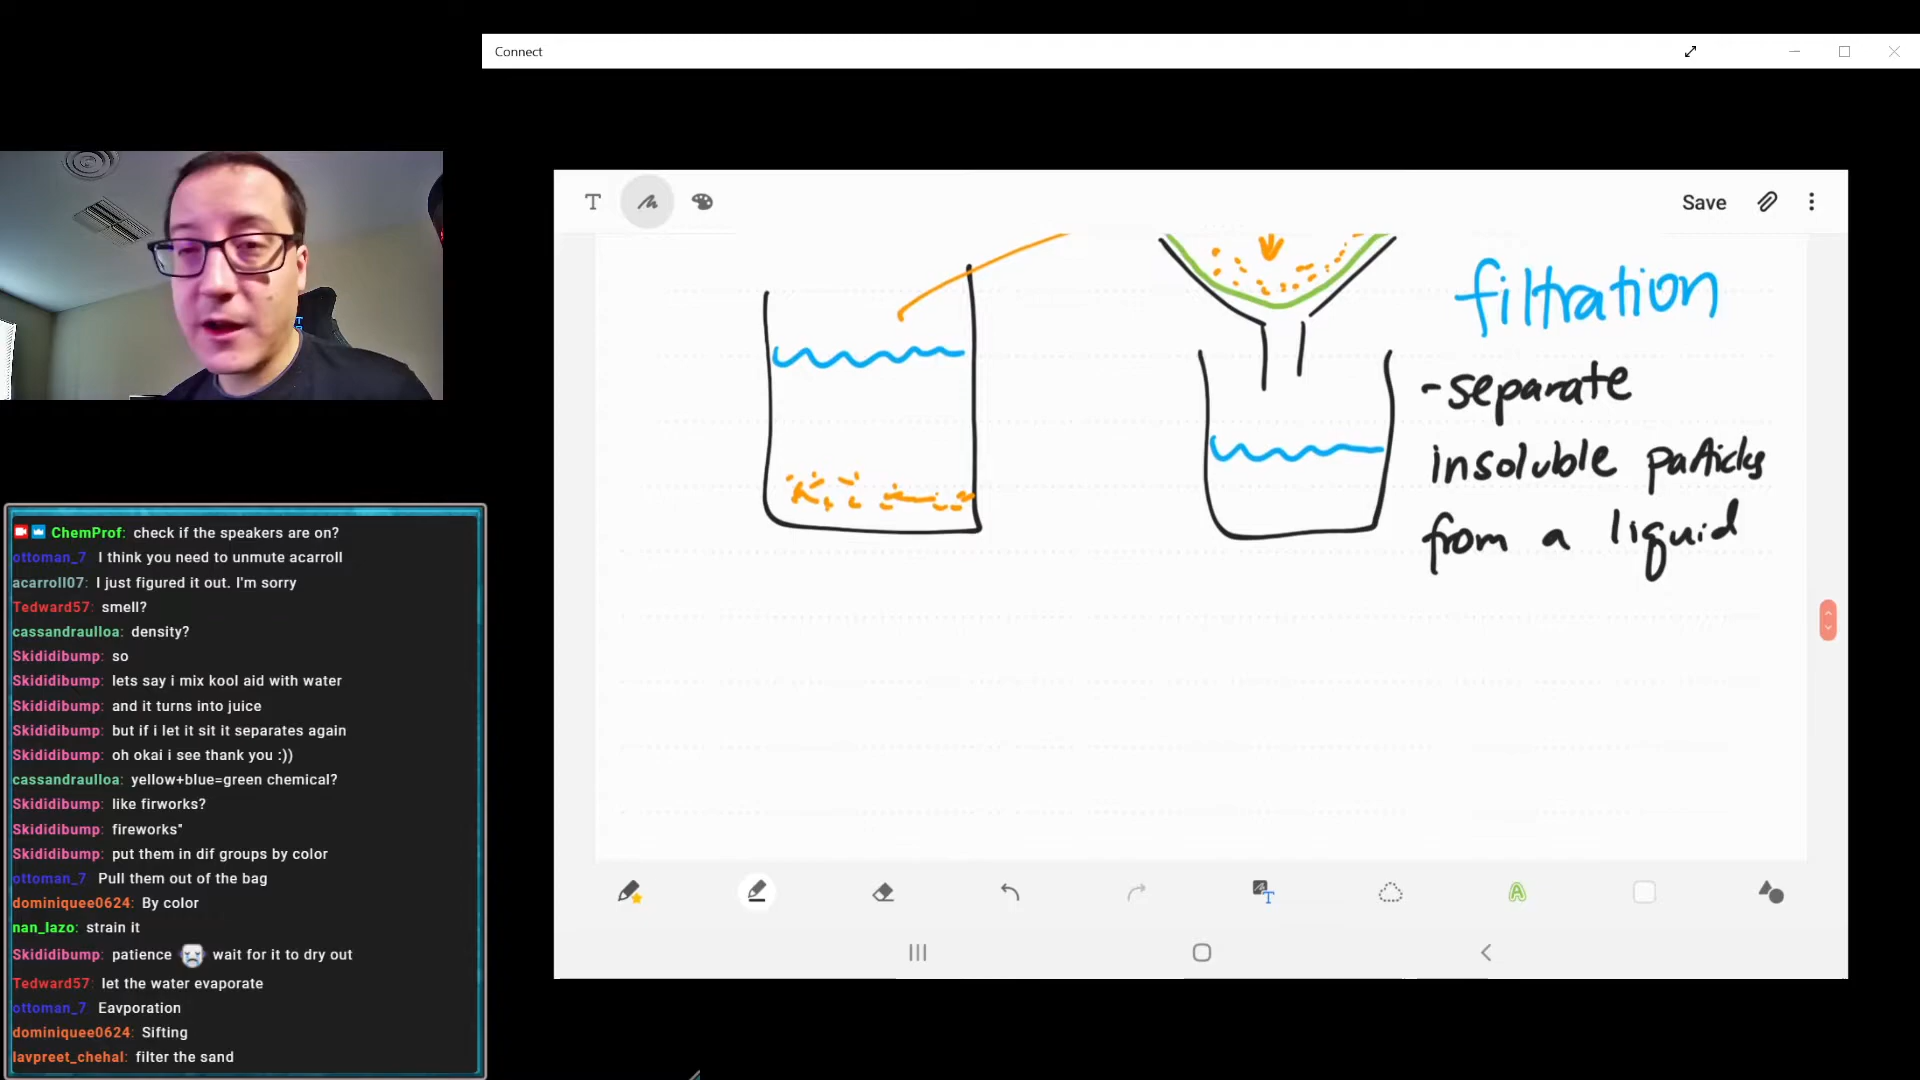 Connect
T
Save
filtration
-separate
insoluble particles
from a liquid
ChemProf: check if the speakers are on?
ottoman_7 I think you need to unmute acarroll
acarroll07: I just figured it out. I'm sorry
Tedward57: smell?
cassandraulloa: density?
Skididibump: so
Skididibump: lets say i mix kool aid with water
Skididibump: and it turns into juice
Skididibump: but if i let it sit it separates again
Skididibump: oh okai i see thank you :))
cassandraulloa: yellow+blue=green chemical?
Skididibump: like firworks?
Skididibump: fireworks"
Skididibump: put them in dif groups by color
ottoman_7 Pull them out of the bag
dominiquee0624: By color
nan_lazo: strain it
Skididibump: patience wait for it to dry out
Tedward57: let the water evaporate
ottoman_7 Eavporation
dominiquee0624: Sifting
lavpreet_chehal: filter the sand
T
A